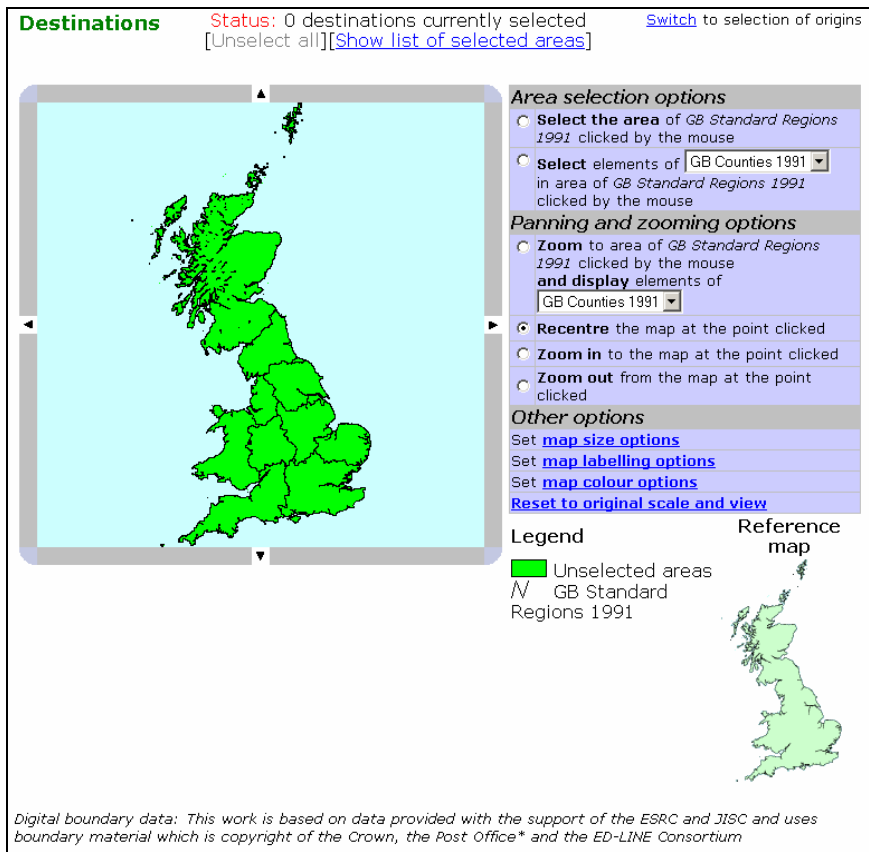 Destinations
Status: 0 destinations currently selected
[Unselect all][Show list of selected areas]
Switch to selection of origins
Area selection options
Select the area of GB Standard Regions
1991 clicked by the mouse
Select elements of GB Counties 1991
in area of GB Standard Regions 1991
clicked by the mouse
Panning and zooming options
Zoom to area of GB Standard Regions
1991 clicked by the mouse
and display elements of
GB Counties 1991
Recentre the map at the point clicked
Zoom in to the map at the point clicked
Zoom out from the map at the point
clicked
Other options
Set map size options
Set map labelling options
Set map colour options
Reset to original scale and view
Legend
Unselected areas
GB Standard
Regions 1991
Reference
map
Digital boundary data: This work is based on data provided with the support of the ESRC and JISC and uses
boundary material which is copyright of the Crown, the Post Office* and the ED-LINE Consortium